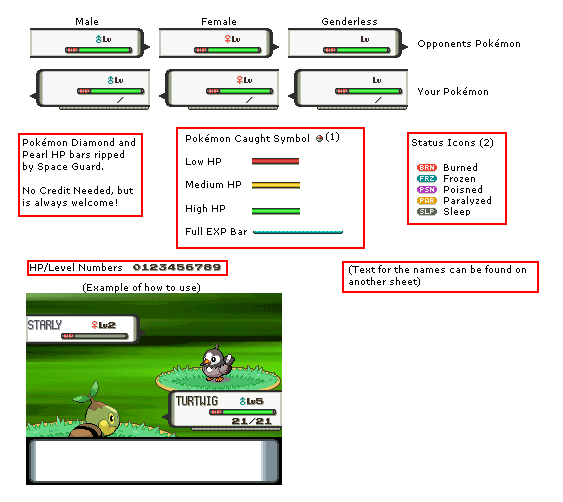 Male Female Genderless
♂Lv ♀Lv Lv
HP HP HP
Opponents Pokémon
♂Lv ♀Lv Lv
HP HP HP
/ / /
Your Pokémon
Pokémon Diamond and
Pearl HP bars ripped
by Space Guard.
No Credit Needed, but
is always welcome!
Pokémon Caught Symbol (1)
Low HP
Medium HP
High HP
Full EXP Bar
Status Icons (2)
BRN Burned
FRZ Frozen
PSN Poisned
PAR Paralyzed
SLP Sleep
HP/Level Numbers 0123456789
(Text for the names can be found on
another sheet)
(Example of how to use)
STARLY ♀Lv2
HP
TURTWIG ♂Lv5
HP
21/21